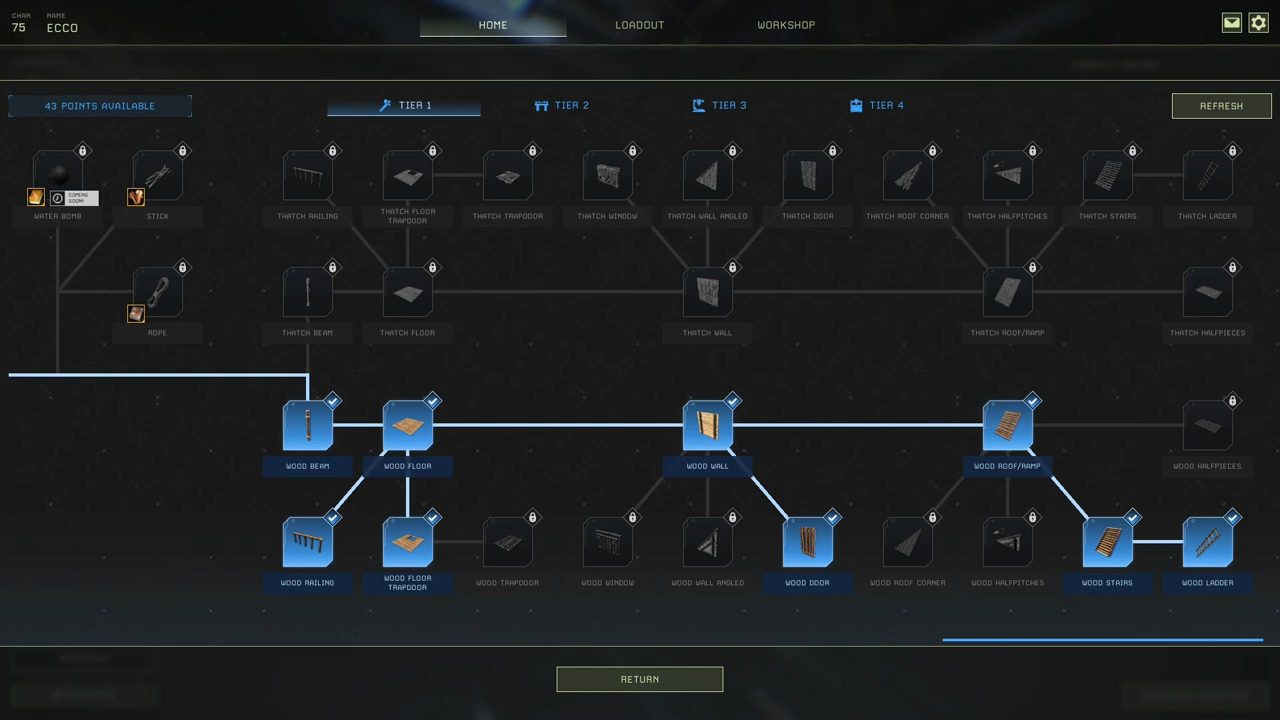 CHAR
75
NAME
ECCO
HOME
LOADOUT
WORKSHOP
43 POINTS AVAILABLE
TIER 1
TIER 2
TIER 3
TIER 4
REFRESH
COMING
SOON!
WATER BOMB
STICK
THATCH RAILING
THATCH FLOOR
TRAPDOOR
THATCH TRAPDOOR
THATCH WINDOW
THATCH WALL ANGLED
THATCH DOOR
THATCH ROOF CORNER
THATCH HALFPITCHES
THATCH STAIRS
THATCH LADDER
ROPE
THATCH BEAM
THATCH FLOOR
THATCH WALL
THATCH ROOF/RAMP
THATCH HALFPIECES
WOOD BEAM
WOOD FLOOR
WOOD WALL
WOOD ROOF/RAMP
WOOD HALFPIECES
WOOD RAILING
WOOD FLOOR
TRAPDOOR
WOOD TRAPDOOR
WOOD WINDOW
WOOD WALL ANGLED
WOOD DOOR
WOOD ROOF CORNER
WOOD HALFPITCHES
WOOD STAIRS
WOOD LADDER
RETURN